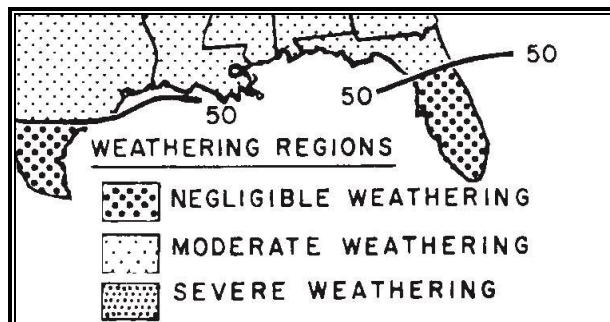 50
50
50
WEATHERING REGIONS
NEGLIGIBLE WEATHERING
MODERATE WEATHERING
SEVERE WEATHERING